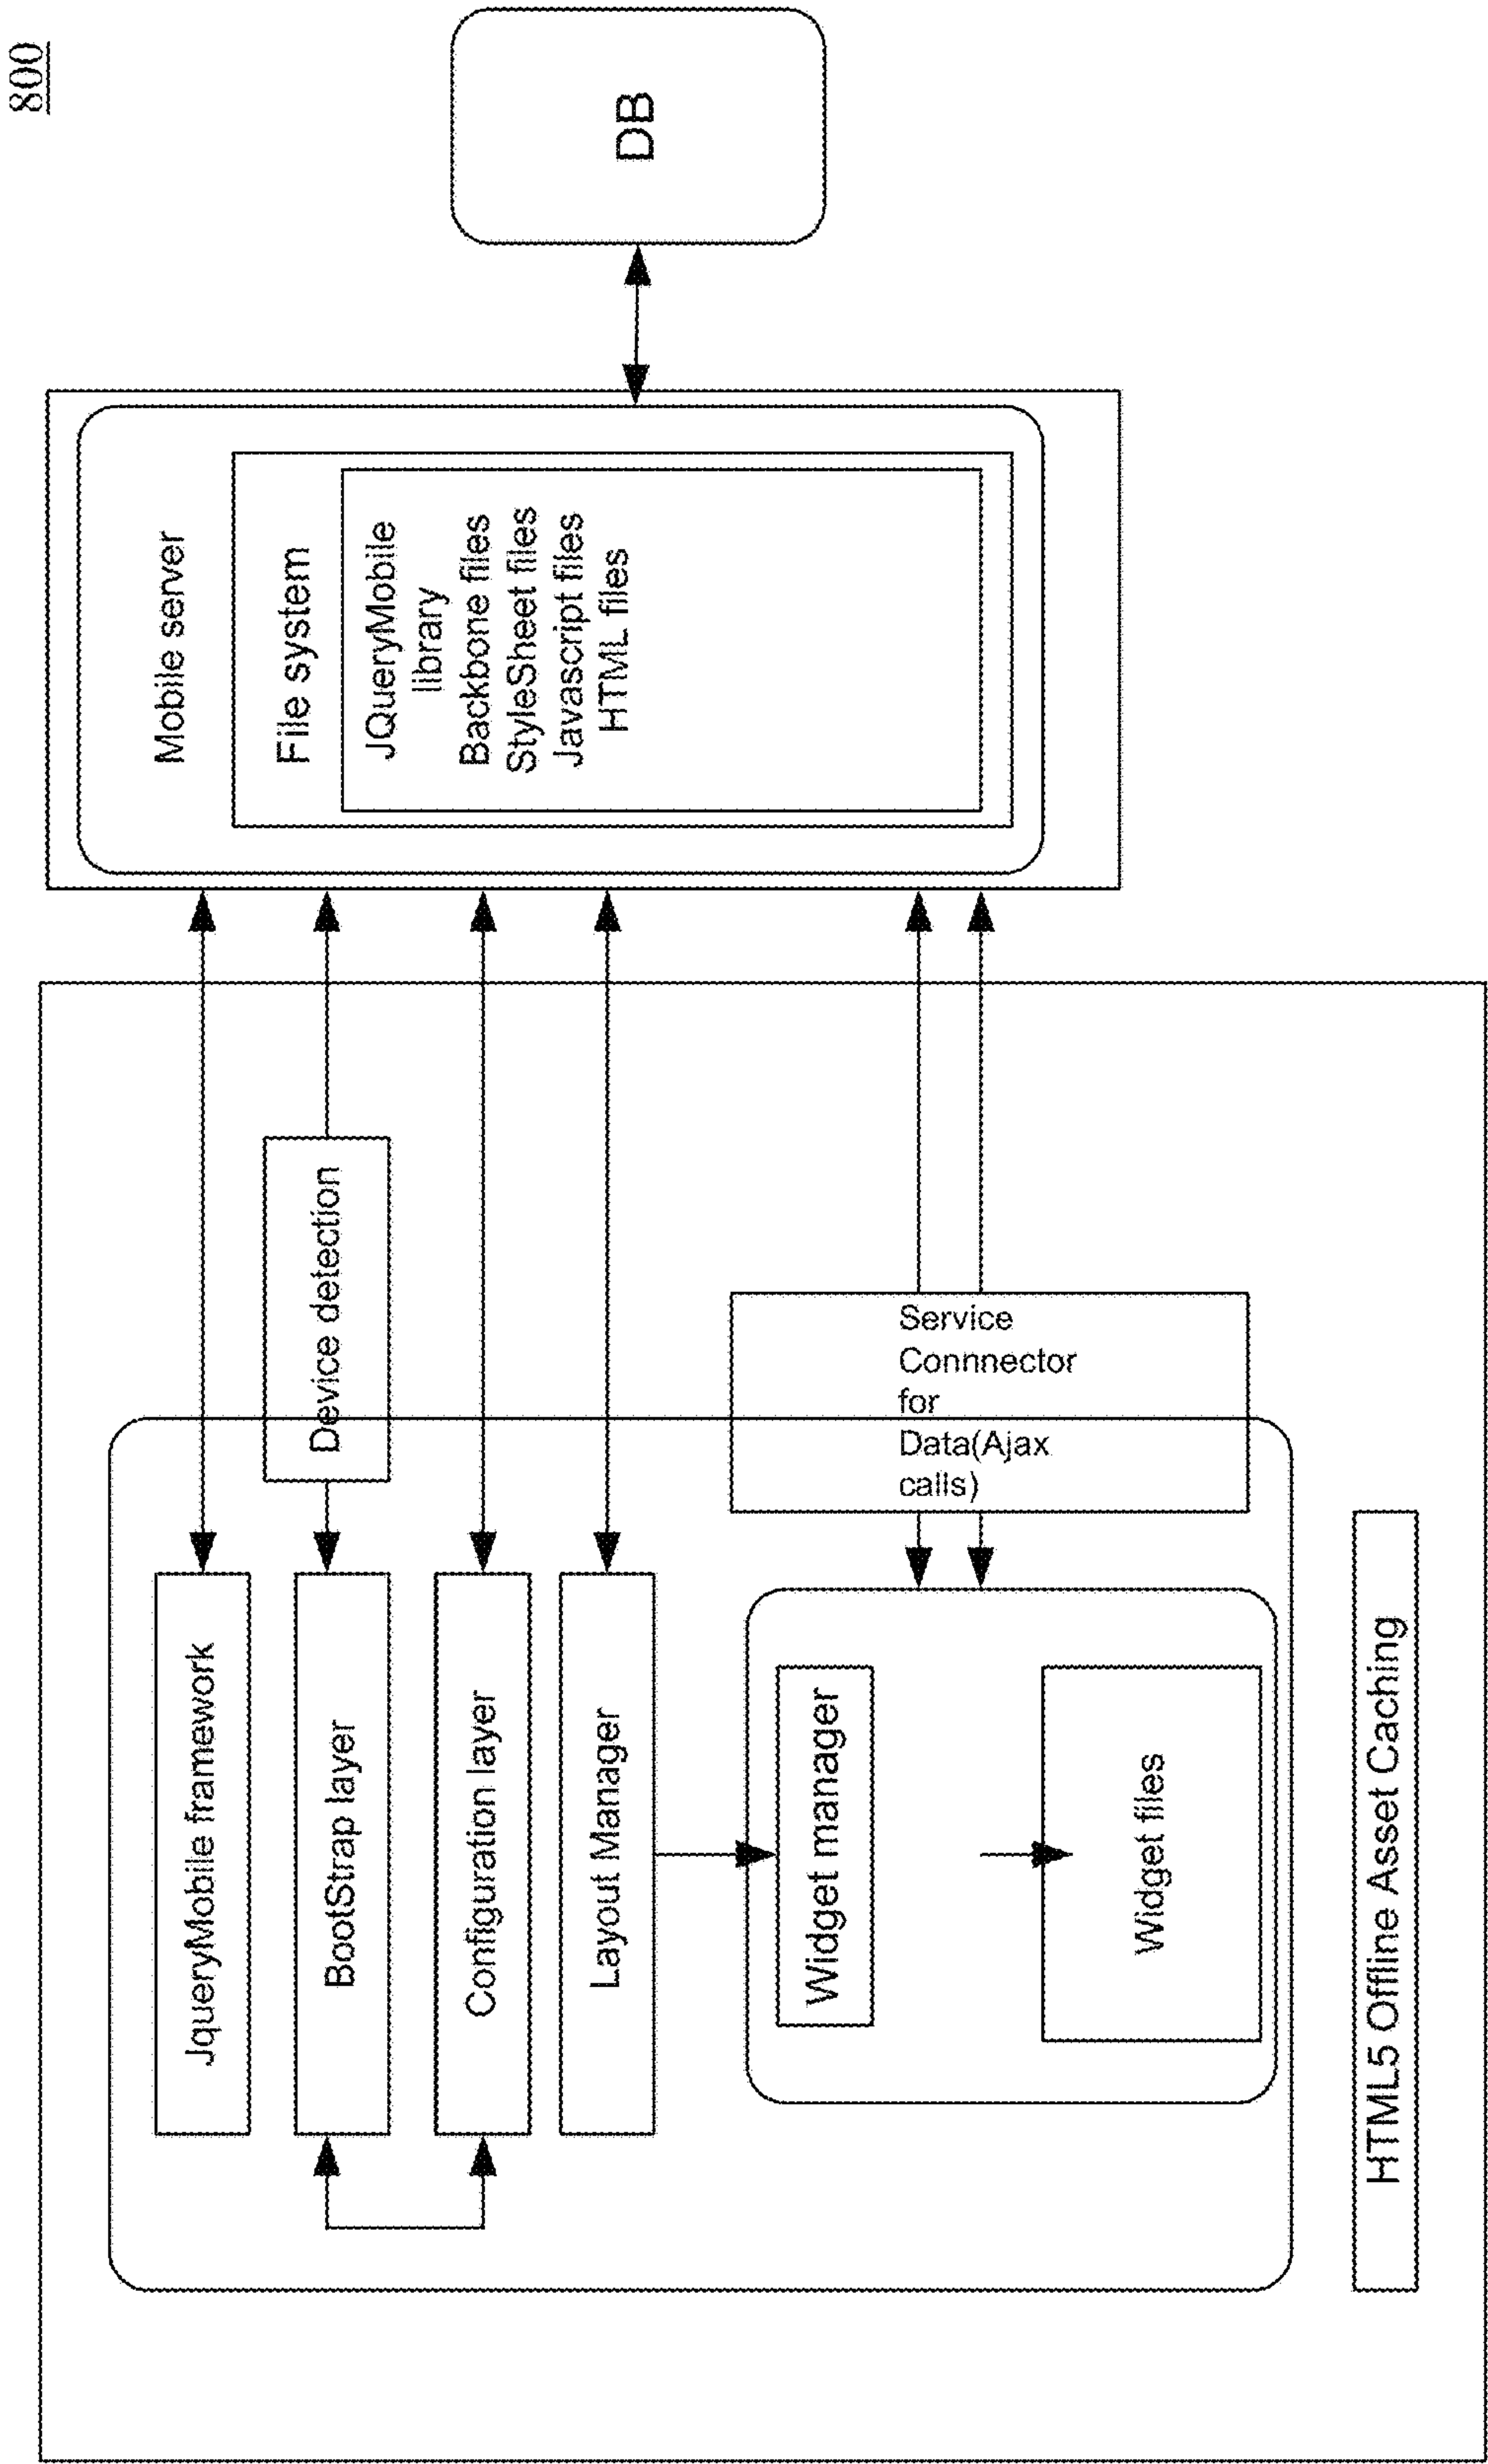 800
JqueryMobile framework
BootStrap layer
Configuration layer
Layout Manager
Widget manager
Widget files
HTML5 Offline Asset Caching
Device detection
Service
Connnector
for
Data(Ajax
calls)
Mobile server
File system
JQueryMobile
library
Backbone files
StyleSheet files
Javascript files
HTML files
DB